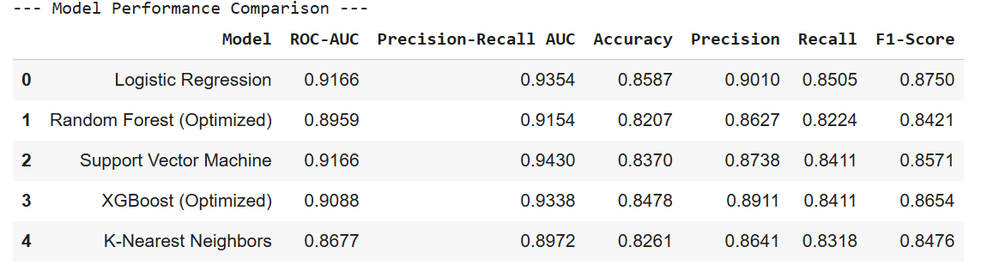 --- Model Performance Comparison ---
Model ROC-AUC Precision-Recall AUC Accuracy Precision Recall F1-Score
0 Logistic Regression 0.9166 0.9354 0.8587 0.9010 0.8505 0.8750
1 Random Forest (Optimized) 0.8959 0.9154 0.8207 0.8627 0.8224 0.8421
2 Support Vector Machine 0.9166 0.9430 0.8370 0.8738 0.8411 0.8571
3 XGBoost (Optimized) 0.9088 0.9338 0.8478 0.8911 0.8411 0.8654
4 K-Nearest Neighbors 0.8677 0.8972 0.8261 0.8641 0.8318 0.8476